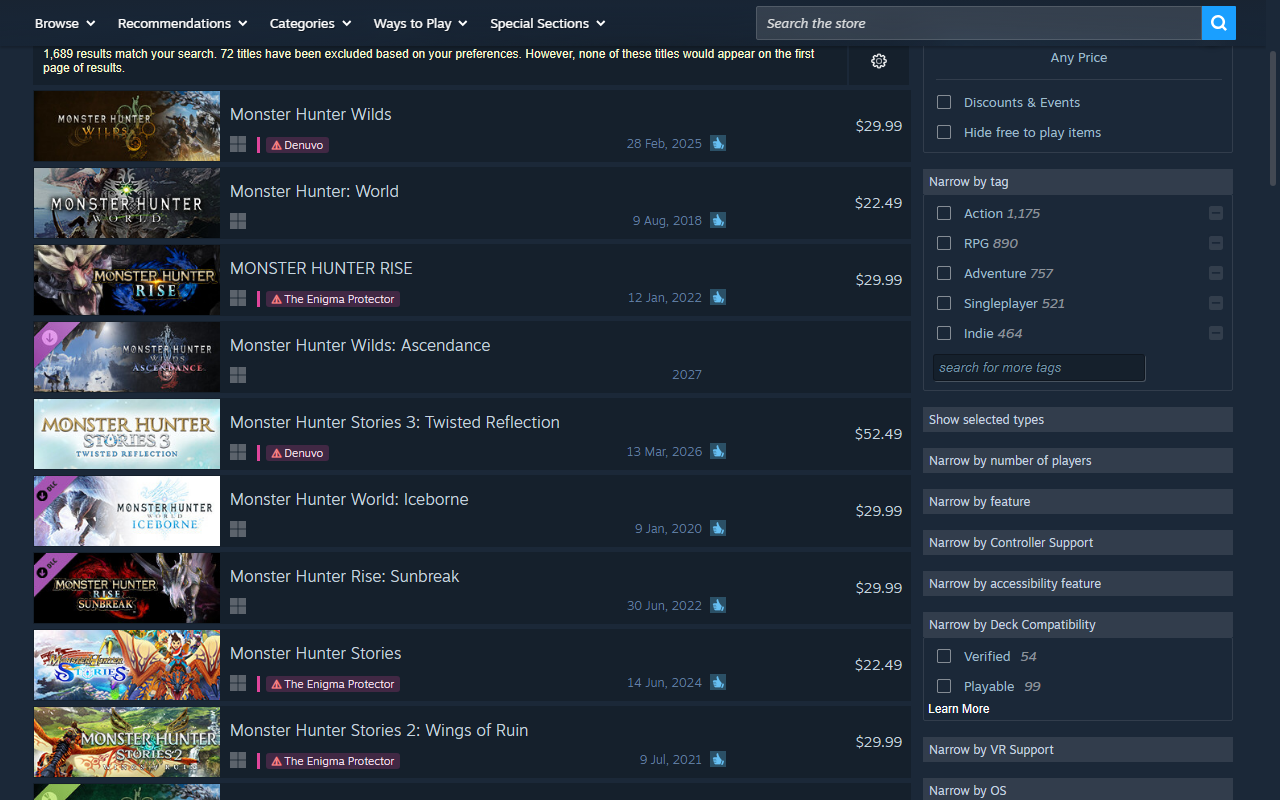 Browse
Recommendations
Categories
Ways to Play
Special Sections
Search the store
1,689 results match your search. 72 titles have been excluded based on your preferences. However, none of these titles would appear on the first
page of results.
MONSTER HUNTER
WILDS
Monster Hunter Wilds
Denuvo
28 Feb, 2025
$29.99
MONSTER HUNTER
WORLD
Monster Hunter: World
9 Aug, 2018
$22.49
MONSTER HUNTER
RISE
MONSTER HUNTER RISE
The Enigma Protector
12 Jan, 2022
$29.99
MONSTER HUNTER
WILDS
ASCENDANCE
Monster Hunter Wilds: Ascendance
2027
MONSTER HUNTER
STORIES 3
TWISTED REFLECTION
Monster Hunter Stories 3: Twisted Reflection
Denuvo
13 Mar, 2026
$52.49
DLC
MONSTER HUNTER
WORLD
ICEBORNE
Monster Hunter World: Iceborne
9 Jan, 2020
$29.99
DLC
MONSTER HUNTER
RISE
SUNBREAK
Monster Hunter Rise: Sunbreak
30 Jun, 2022
$29.99
MONSTER HUNTER
STORIES
Monster Hunter Stories
The Enigma Protector
14 Jun, 2024
$22.49
MONSTER HUNTER
STORIES 2
WINGS OF RUIN
Monster Hunter Stories 2: Wings of Ruin
The Enigma Protector
9 Jul, 2021
$29.99
Any Price
Discounts & Events
Hide free to play items
Narrow by tag
Action 1,175
RPG 890
Adventure 757
Singleplayer 521
Indie 464
search for more tags
Show selected types
Narrow by number of players
Narrow by feature
Narrow by Controller Support
Narrow by accessibility feature
Narrow by Deck Compatibility
Verified 54
Playable 99
Learn More
Narrow by VR Support
Narrow by OS